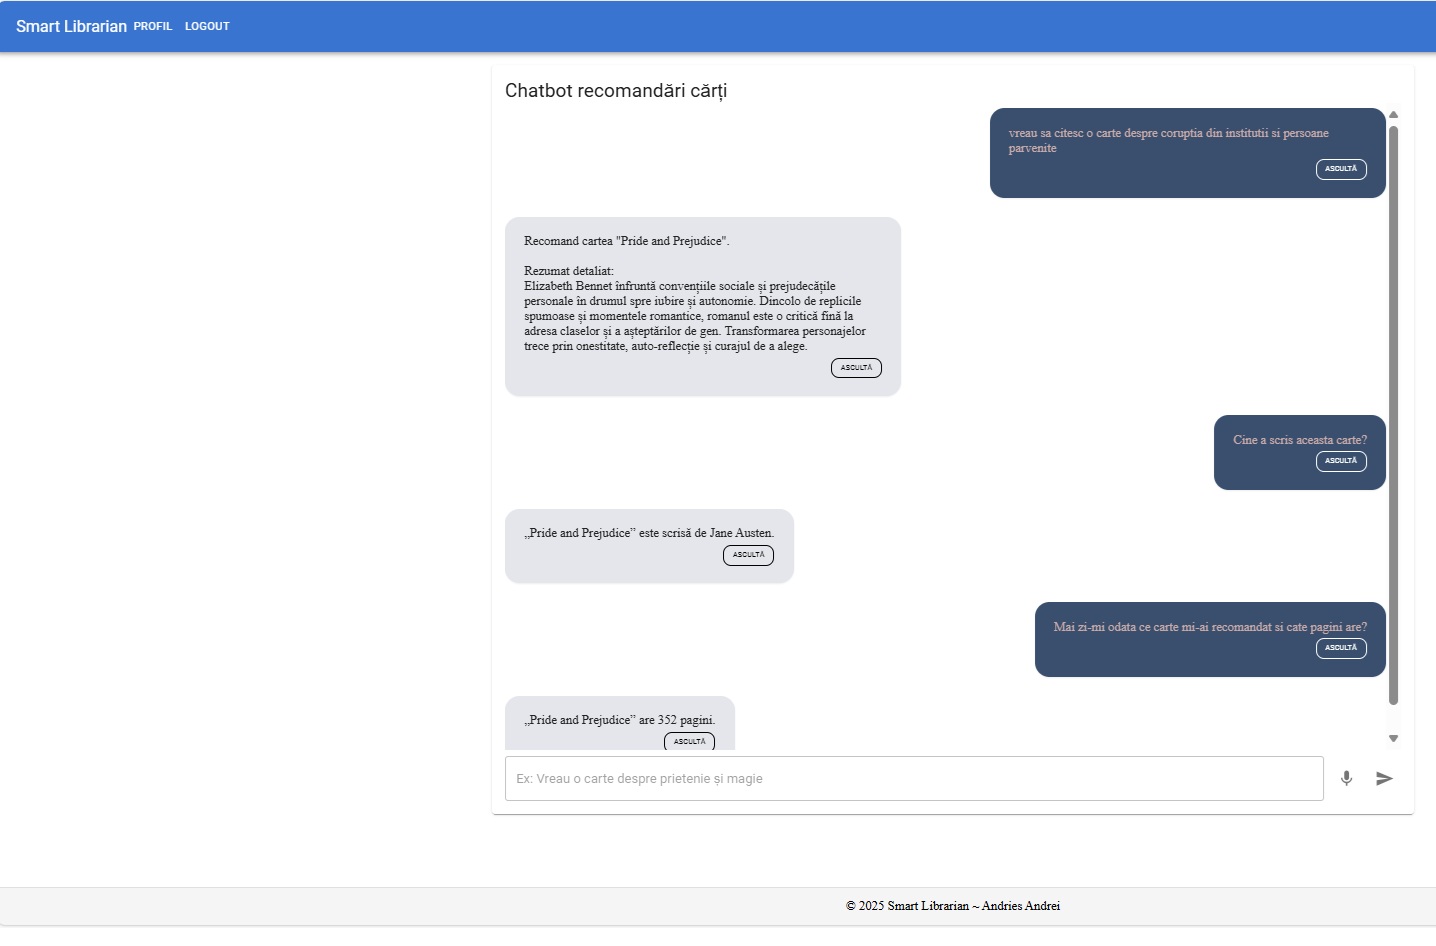 Smart Librarian PROFIL LOGOUT
Chatbot recomandări cărți
vreau sa citesc o carte despre coruptia din institutii si persoane
parvenite
ASCULTĂ
Recomand cartea "Pride and Prejudice".
Rezumat detaliat:
Elizabeth Bennet înfruntă convențiile sociale și prejudecățile
personale în drumul spre iubire și autonomie. Dincolo de replicile
spumoase și momentele romantice, romanul este o critică fină la
adresa claselor și a așteptărilor de gen. Transformarea personajelor
trece prin onestitate, auto-reflecție și curajul de a alege.
ASCULTĂ
Cine a scris aceasta carte?
ASCULTĂ
„Pride and Prejudice” este scrisă de Jane Austen.
ASCULTĂ
Mai zi-mi odata ce carte mi-ai recomandat si cate pagini are?
ASCULTĂ
„Pride and Prejudice” are 352 pagini.
ASCULTĂ
Ex: Vreau o carte despre prietenie și magie
© 2025 Smart Librarian ~ Andries Andrei